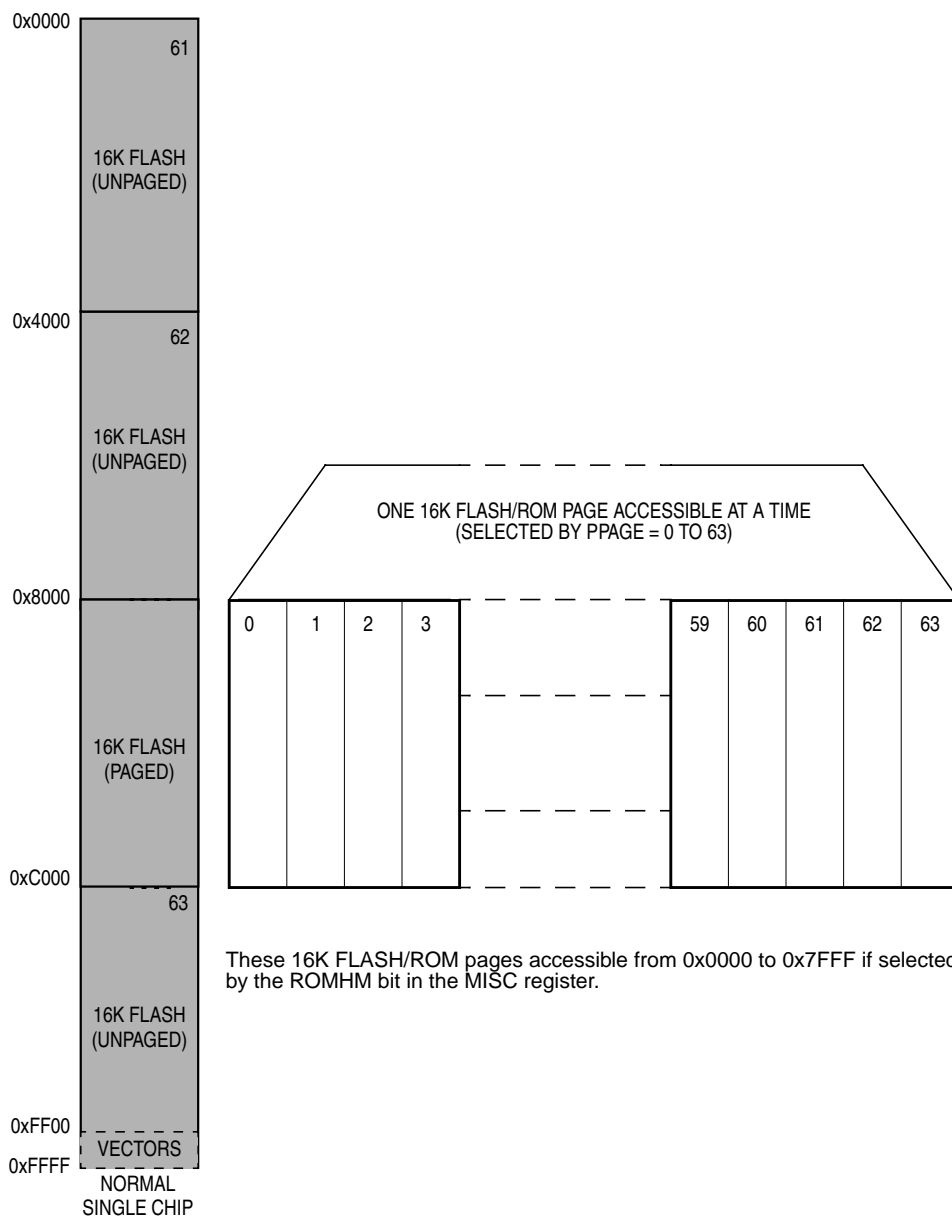 0x0000
61
16K FLASH
(UNPAGED)
0x4000
62
16K FLASH
(UNPAGED)
ONE 16K FLASH/ROM PAGE ACCESSIBLE AT A TIME
(SELECTED BY PPAGE = 0 TO 63)
0x8000
0 1 2 3 59 60 61 62 63
16K FLASH
(PAGED)
0xC000
63
These 16K FLASH/ROM pages accessible from 0x0000 to 0x7FFF if selected
by the ROMHM bit in the MISC register.
16K FLASH
(UNPAGED)
0xFF00
VECTORS
0xFFFF
NORMAL
SINGLE CHIP